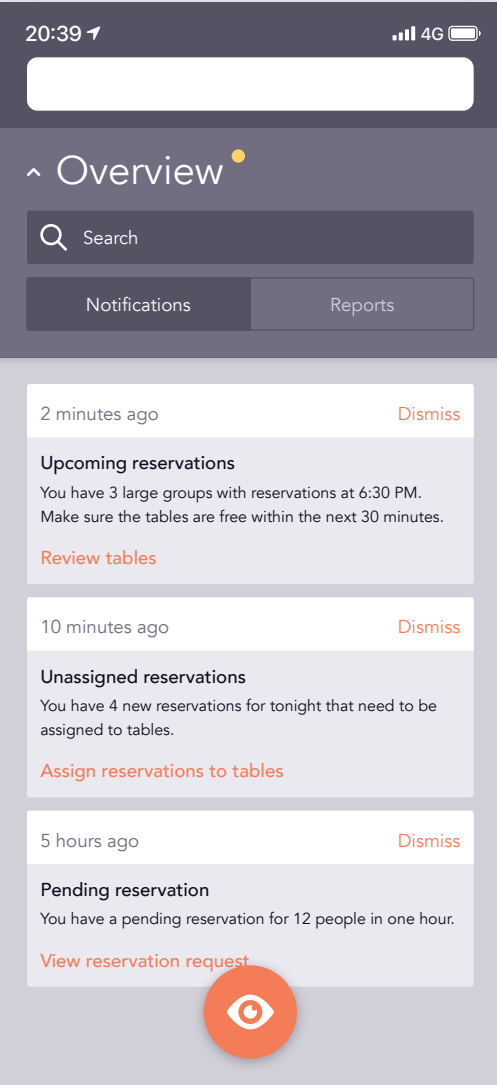 20:39
4G
Overview
Search
Notifications
Reports
2 minutes ago
Dismiss
Upcoming reservations
You have 3 large groups with reservations at 6:30 PM.
Make sure the tables are free within the next 30 minutes.
Review tables
10 minutes ago
Dismiss
Unassigned reservations
You have 4 new reservations for tonight that need to be
assigned to tables.
Assign reservations to tables
5 hours ago
Dismiss
Pending reservation
You have a pending reservation for 12 people in one hour.
View reservation request